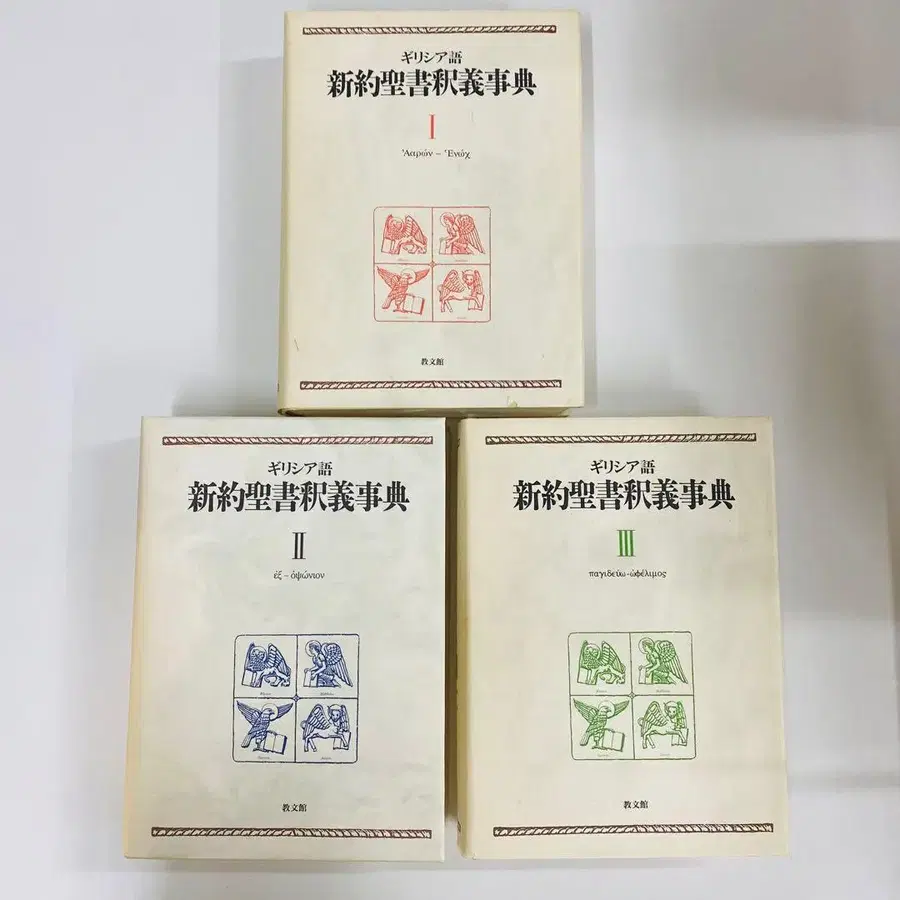 ギリシア語
新約聖書釈義事典
I
Ἀαρών – Ἑνώχ
教文館
ギリシア語
新約聖書釈義事典
II
ἐξ – ὀψώνιον
教文館
ギリシア語
新約聖書釈義事典
III
παγιδεύω-ὠφέλιμος
教文館